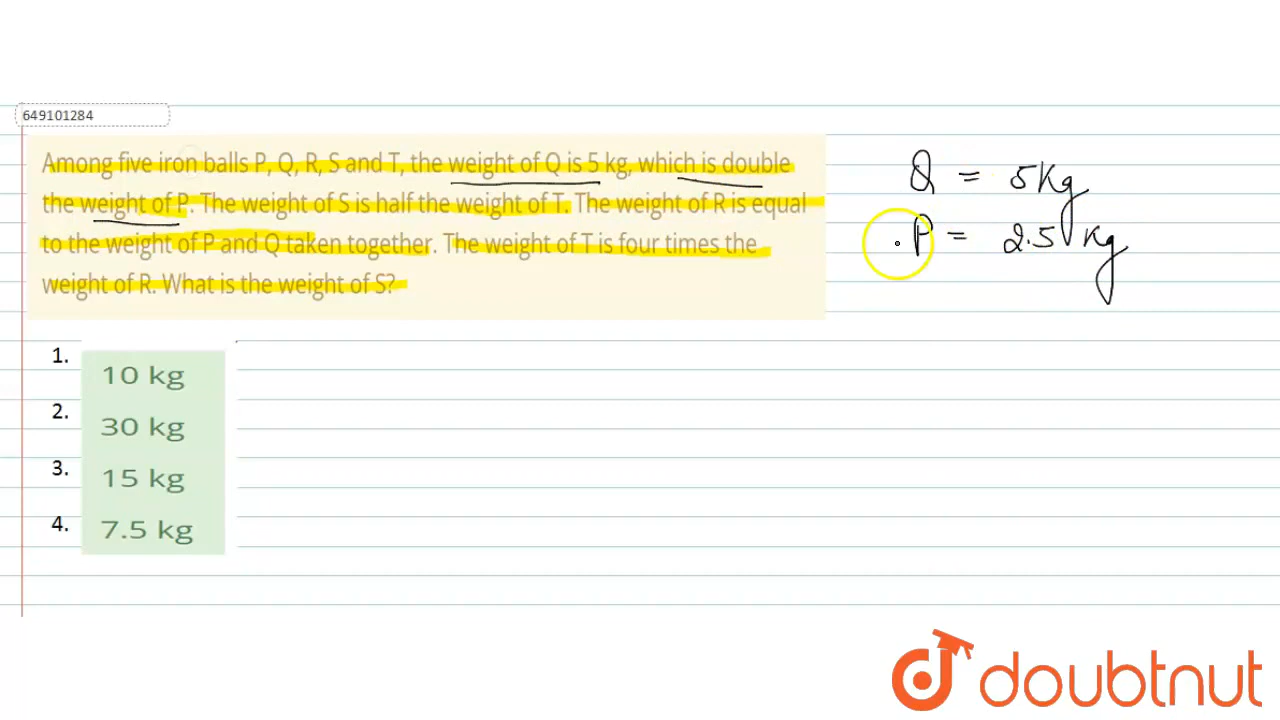 649101284
Among five iron balls P, Q, R, S and T, the weight of Q is 5 kg, which is double
the weight of P. The weight of S is half the weight of T. The weight of R is equal
to the weight of P and Q taken together. The weight of T is four times the
weight of R. What is the weight of S?
Q = 5 kg
P = 2.5 kg
1. 10 kg
2. 30 kg
3. 15 kg
4. 7.5 kg
doubtnut